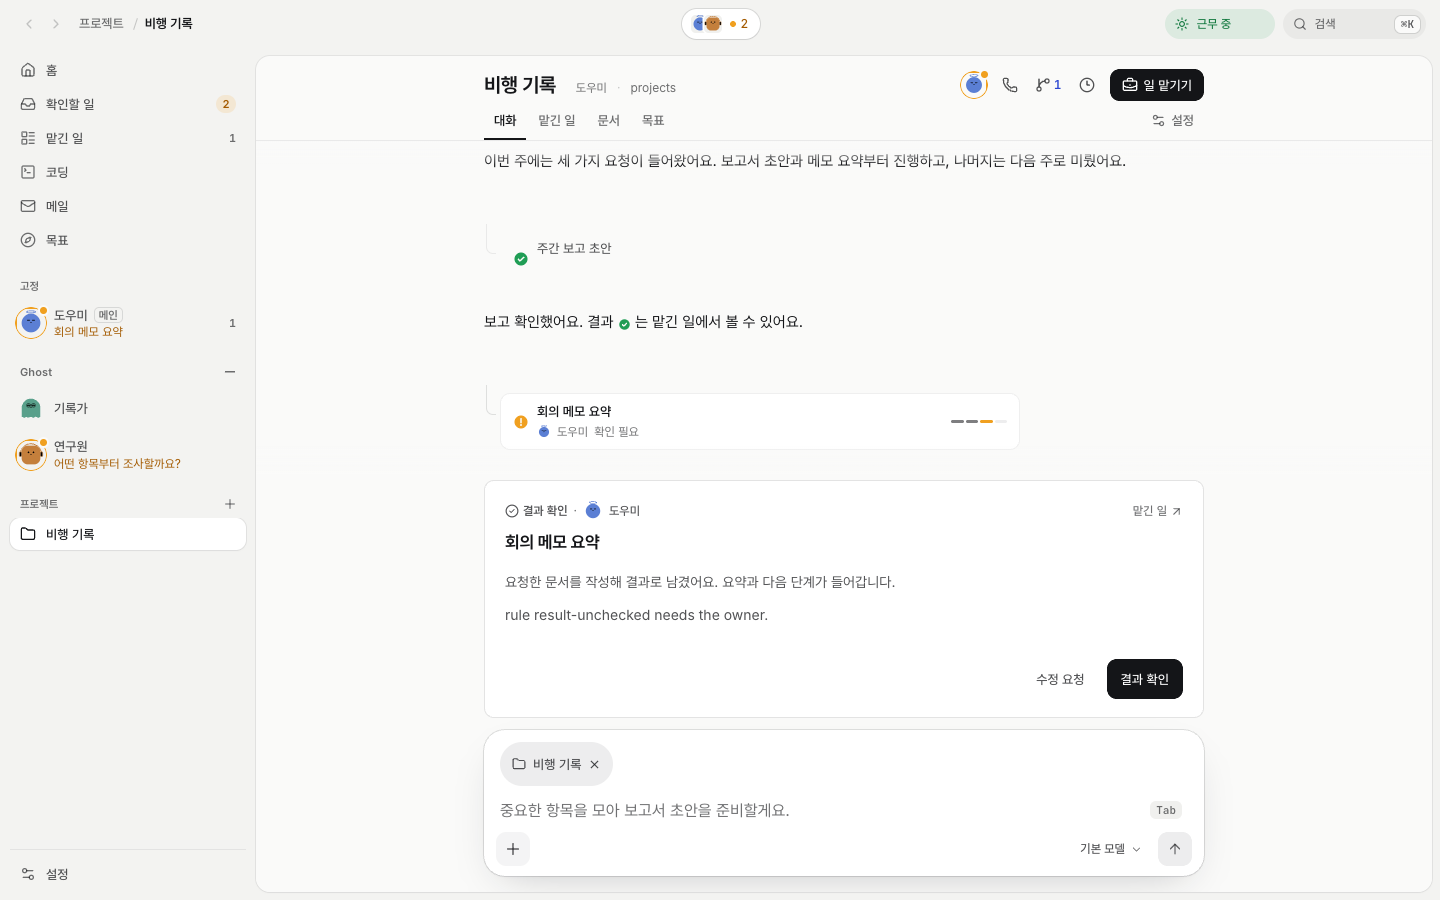 프로젝트 / 비행 기록
2
근무 중
검색 ⌘K
홈
확인할 일 2
맡긴 일 1
코딩
메일
목표
고정
도우미 메인
회의 메모 요약
1
Ghost
기록가
연구원
어떤 항목부터 조사할까요?
프로젝트
비행 기록
설정
비행 기록 도우미 · projects
1
일 맡기기
대화 맡긴 일 문서 목표 설정
이번 주에는 세 가지 요청이 들어왔어요. 보고서 초안과 메모 요약부터 진행하고, 나머지는 다음 주로 미뤘어요.
주간 보고 초안
보고 확인했어요. 결과 는 맡긴 일에서 볼 수 있어요.
회의 메모 요약
도우미 확인 필요
결과 확인 · 도우미 맡긴 일
회의 메모 요약
요청한 문서를 작성해 결과로 남겼어요. 요약과 다음 단계가 들어갑니다.
rule result-unchecked needs the owner.
수정 요청 결과 확인
비행 기록
중요한 항목을 모아 보고서 초안을 준비할게요. Tab
기본 모델